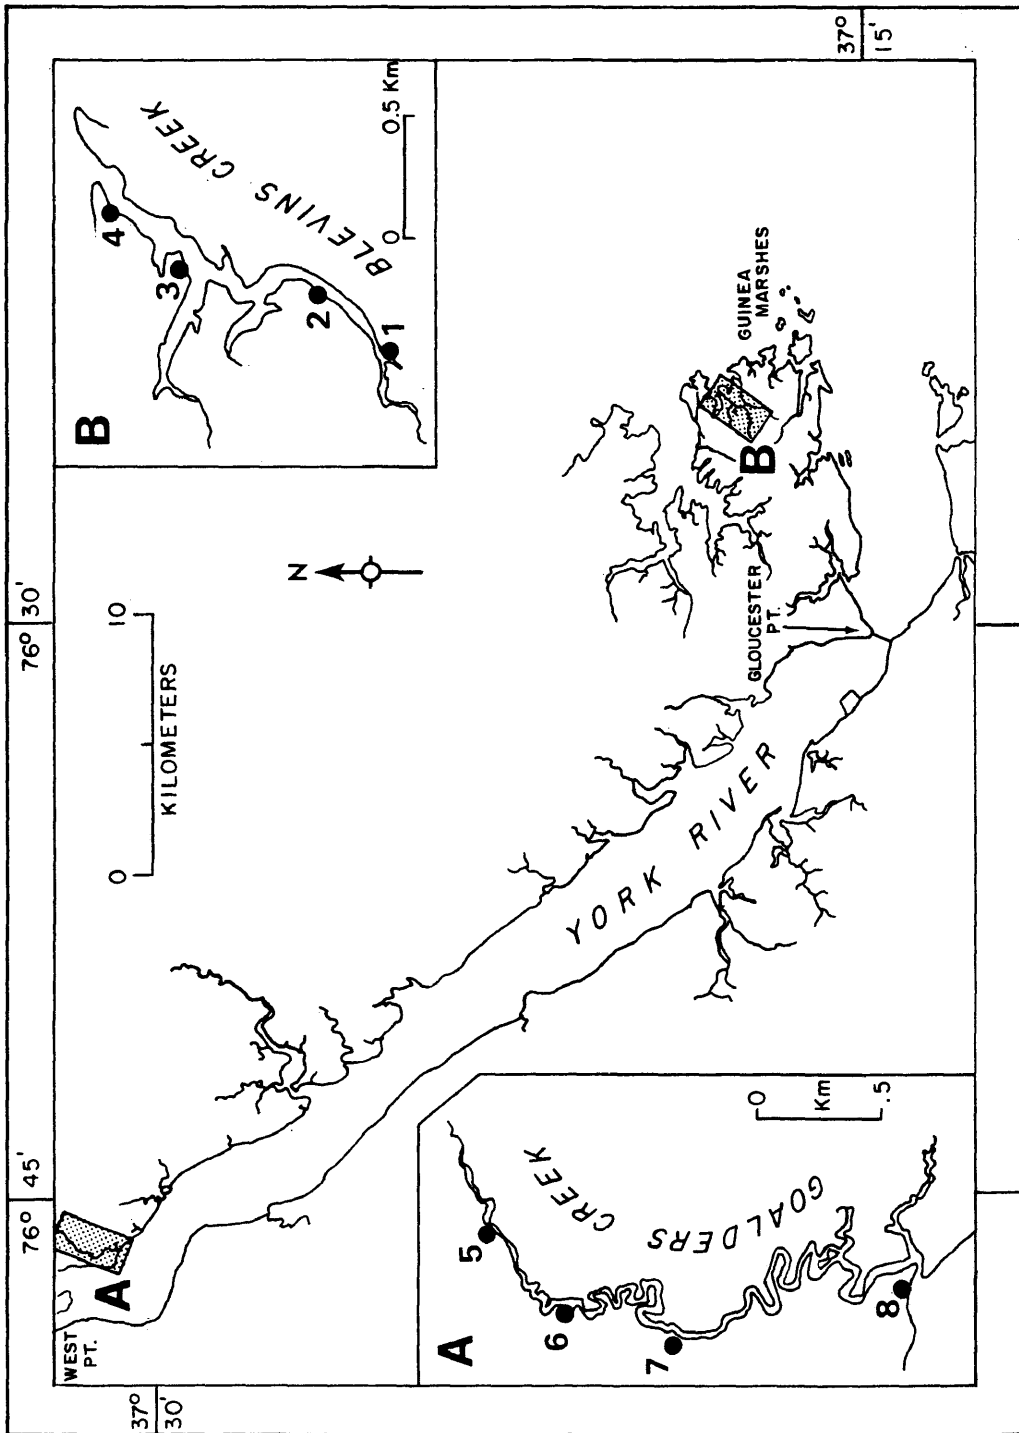 76° 45'
76° 30'
37°
15'
37°
30'
WEST
PT.
A
0
10
KILOMETERS
N
YORK RIVER
GLOUCESTER
PT.
GUINEA
MARSHES
B
B
BLEVINS CREEK
4
3
2
1
0
0.5 Km
A
GOALDERS CREEK
5
6
7
8
0
Km
.5